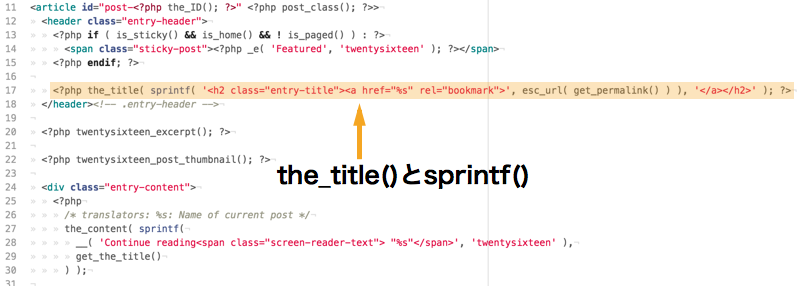 11 <article id="post-<?php the_ID(); ?>" <?php post_class(); ?>>
12 <header class="entry-header">
13 <?php if ( is_sticky() && is_home() && ! is_paged() ) : ?>
14 <span class="sticky-post"><?php _e( 'Featured', 'twentysixteen' ); ?></span>
15 <?php endif; ?>
16
17 <?php the_title( sprintf( '<h2 class="entry-title"><a href="%s" rel="bookmark">', esc_url( get_permalink() ) ), '</a></h2>' ); ?>
18 </header><!-- .entry-header -->
19
20 <?php twentysixteen_excerpt(); ?>
21
22 <?php twentysixteen_post_thumbnail(); ?>
23
the_title()とsprintf()
24 <div class="entry-content">
25 <?php
26 /* translators: %s: Name of current post */
27 the_content( sprintf(
28 __( 'Continue reading<span class="screen-reader-text"> "%s"</span>', 'twentysixteen' ),
29 get_the_title()
30 ) );
31